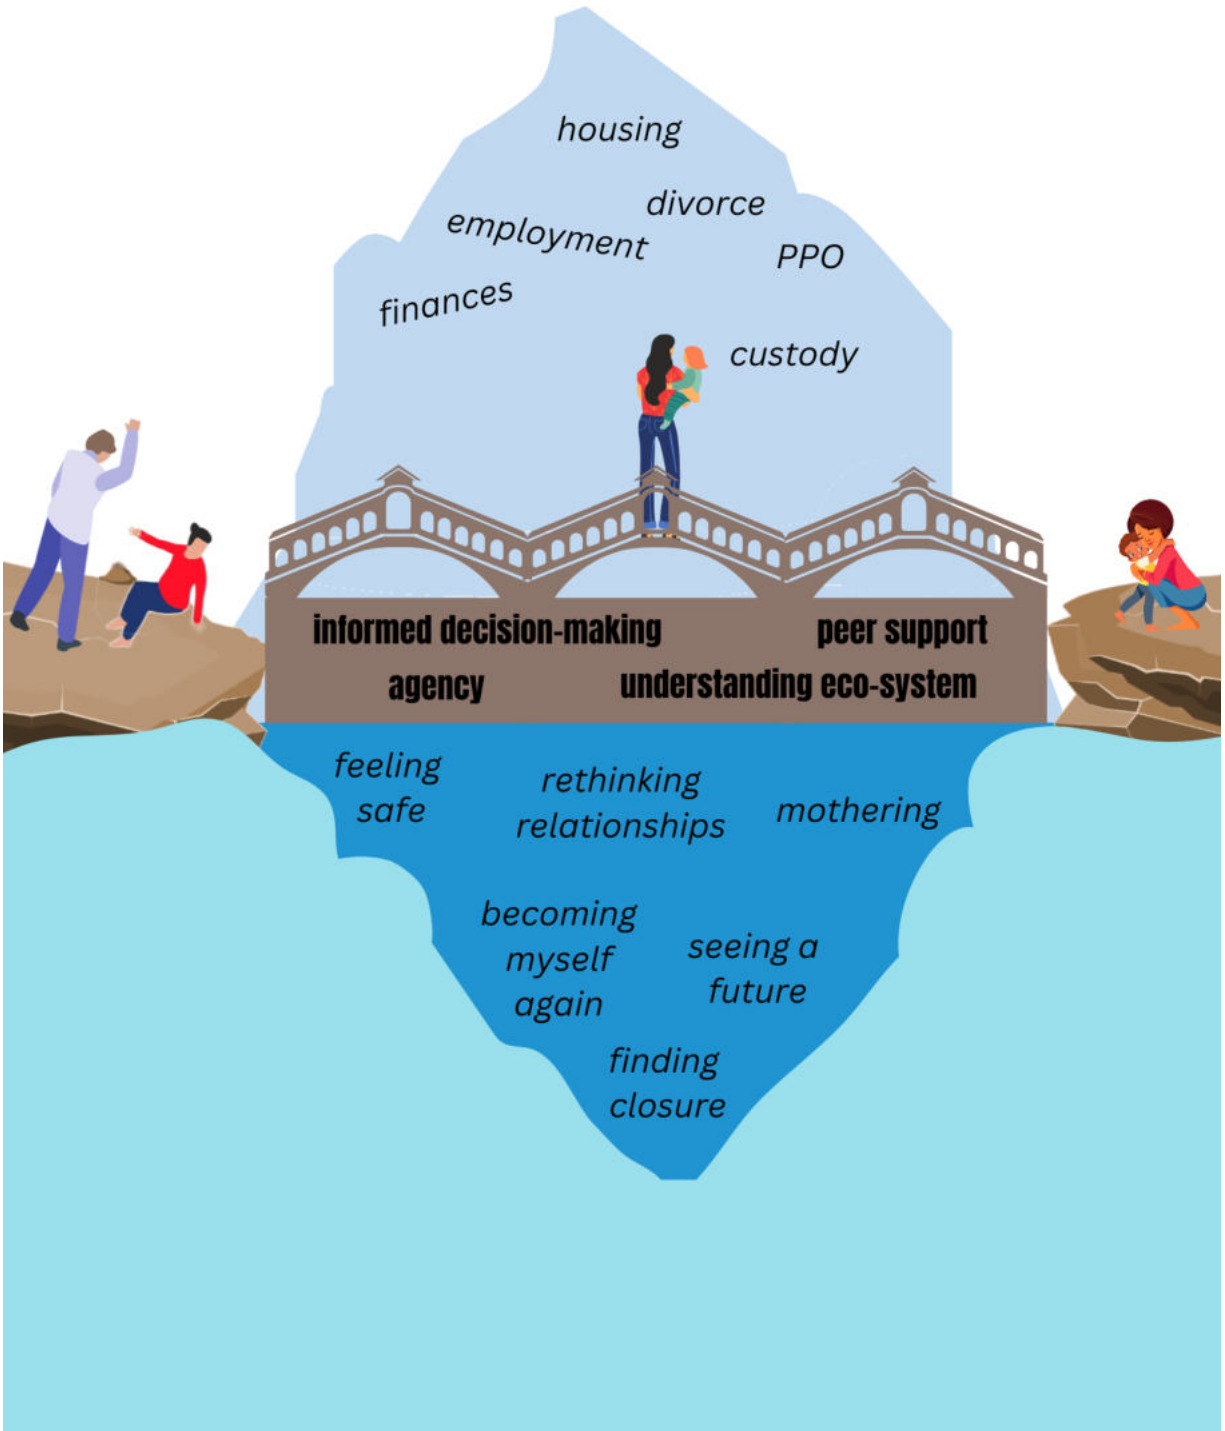 housing
divorce
employment
PPO
finances
custody
informed decision-making
peer support
agency
understanding eco-system
feeling
safe
rethinking
relationships
mothering
becoming
myself
again
seeing a
future
finding
closure